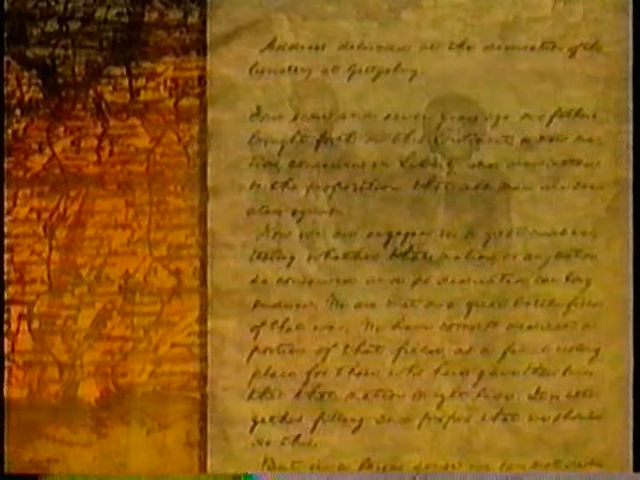 Address delivered at the dedication of the
Cemetery at Gettysburg.
Four score and seven years ago our fathers
brought forth on this continent, a new na-
tion, conceived in Liberty, and dedicated
to the proposition that all men are cre-
ated equal.
Now we are engaged in a great civil war,
testing whether that nation, or any nation
so conceived and so dedicated, can long
endure. We are met on a great battle-field
of that war. We have come to dedicate a
portion of that field, as a final resting
place for those who here gave their lives
that that nation might live. It is alto-
gether fitting and proper that we should
do this.
But, in a larger sense, we can not dedi-